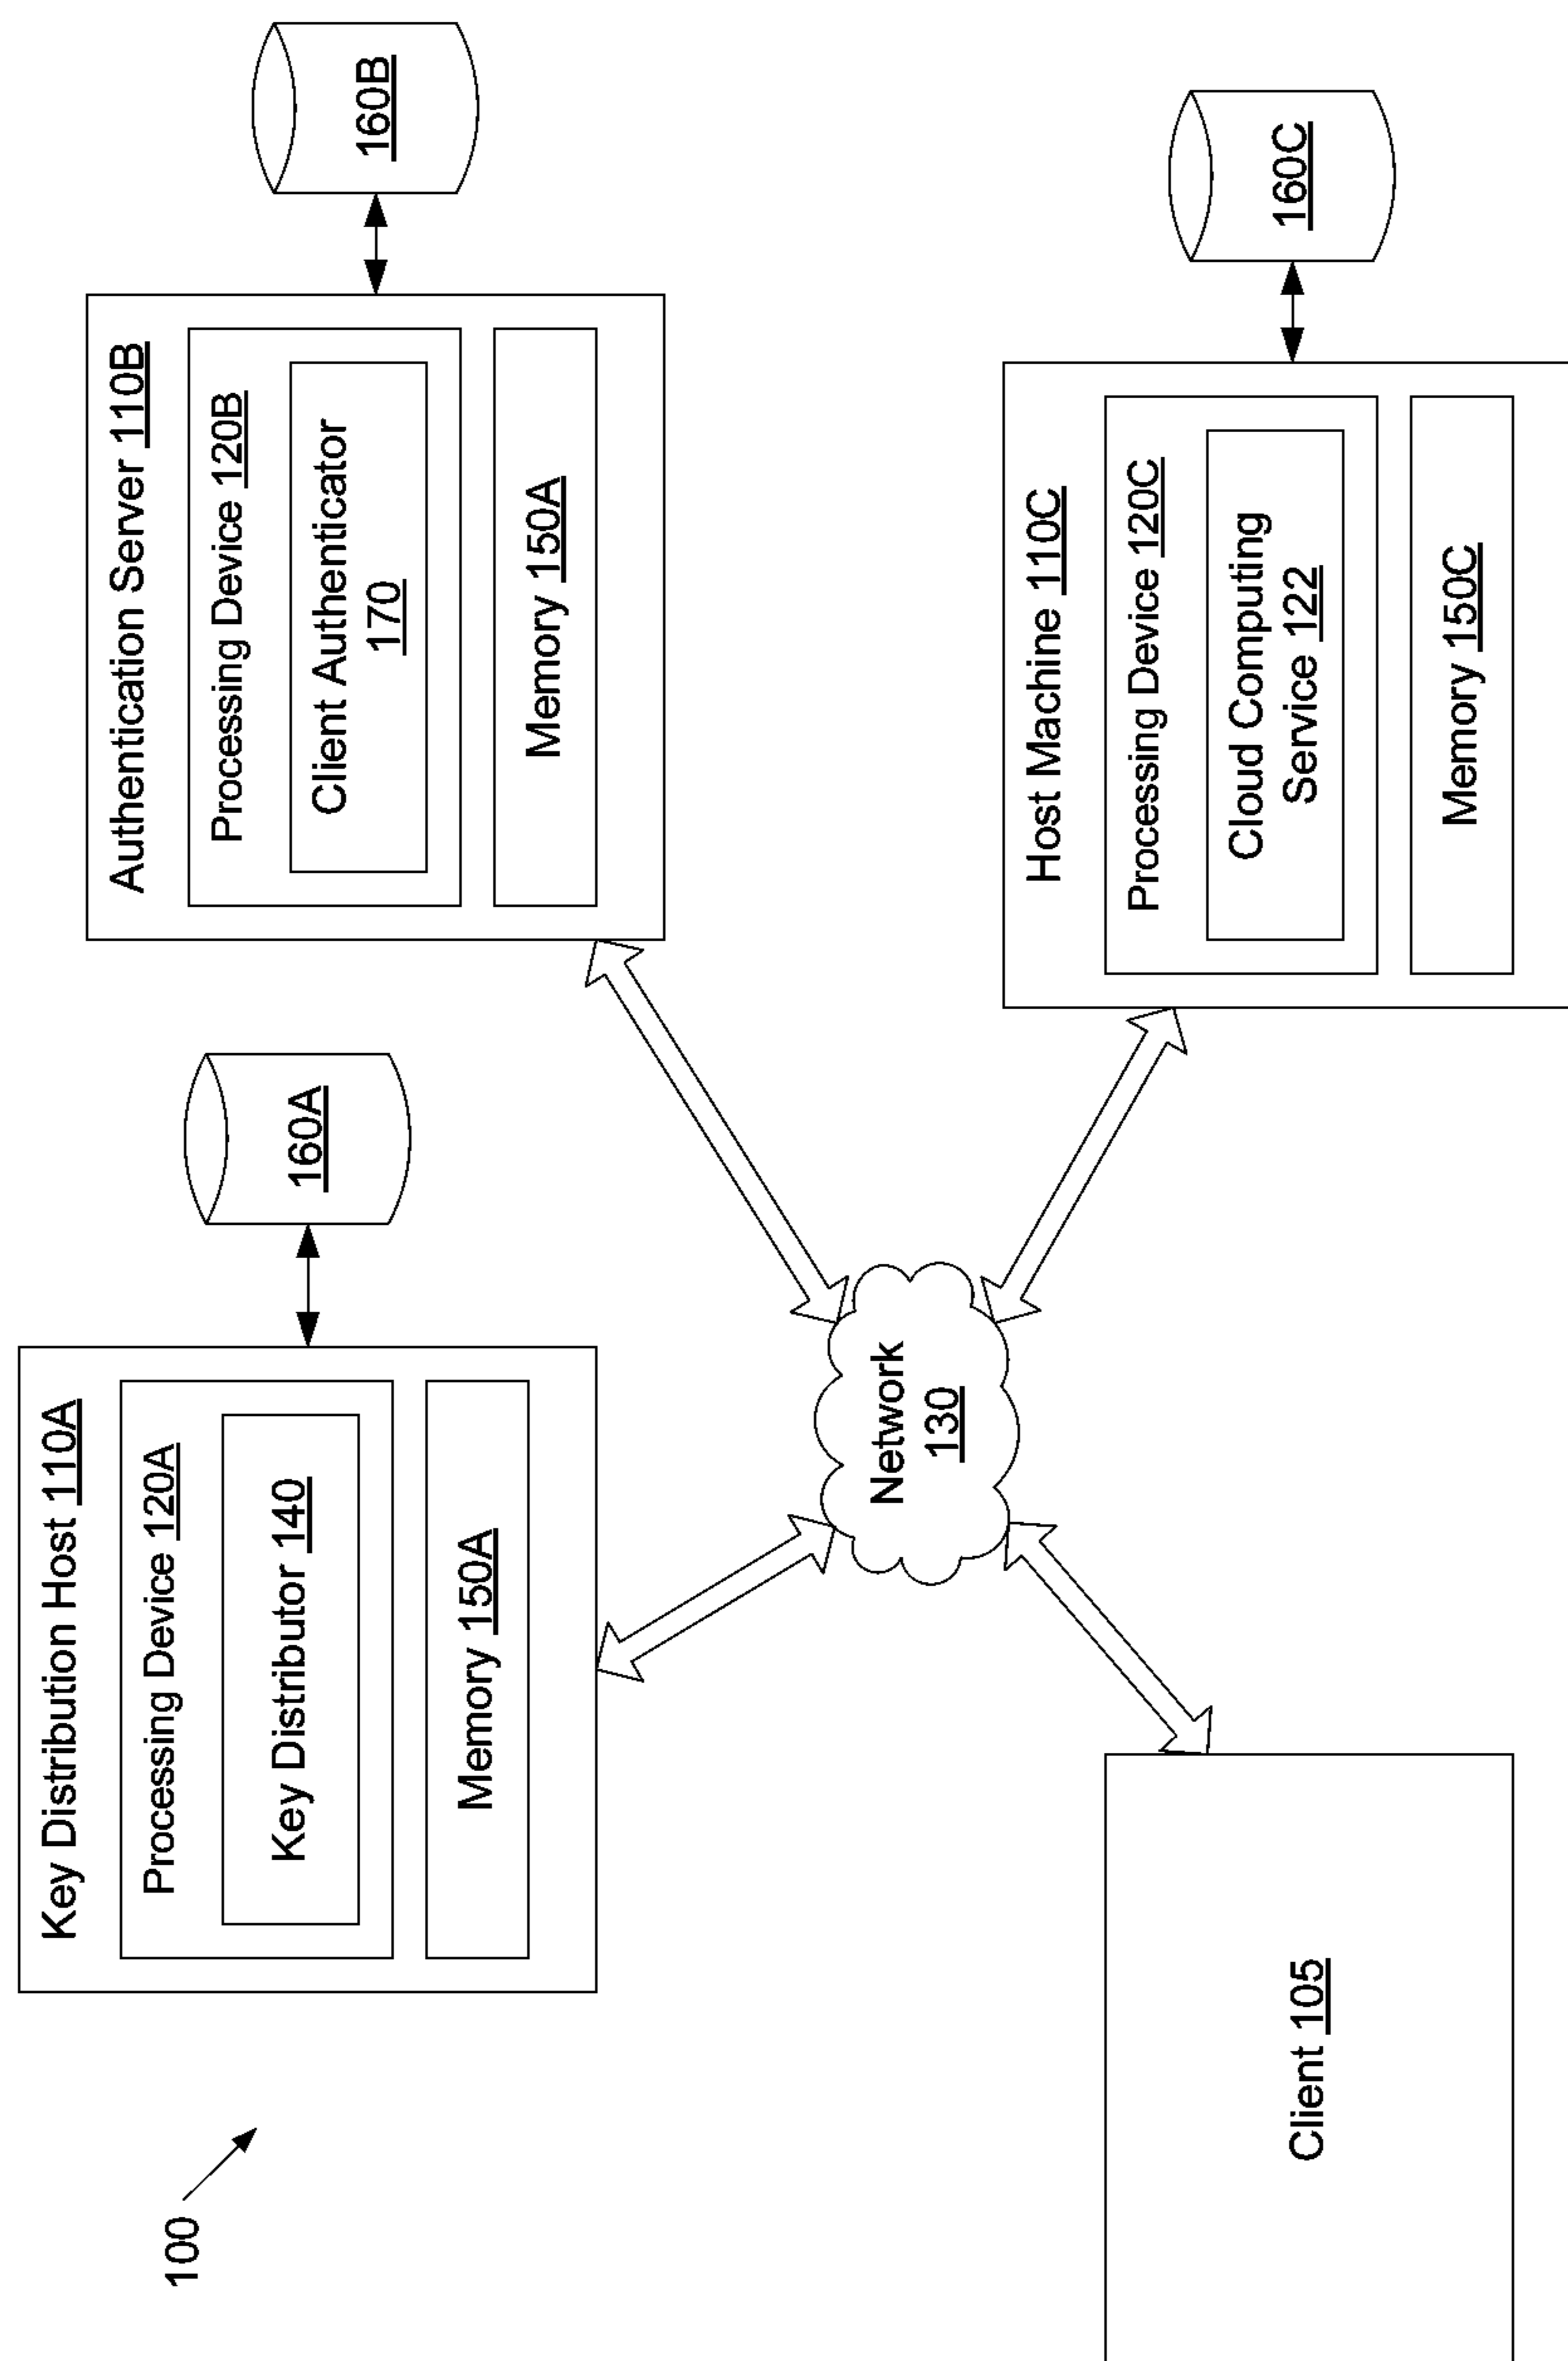 100
Key Distribution Host 110A
Processing Device 120A
Key Distributor 140
Memory 150A
160A
Authentication Server 110B
Processing Device 120B
Client Authenticator
170
Memory 150A
160B
Network
130
Client 105
Host Machine 110C
Processing Device 120C
Cloud Computing
Service 122
Memory 150C
160C